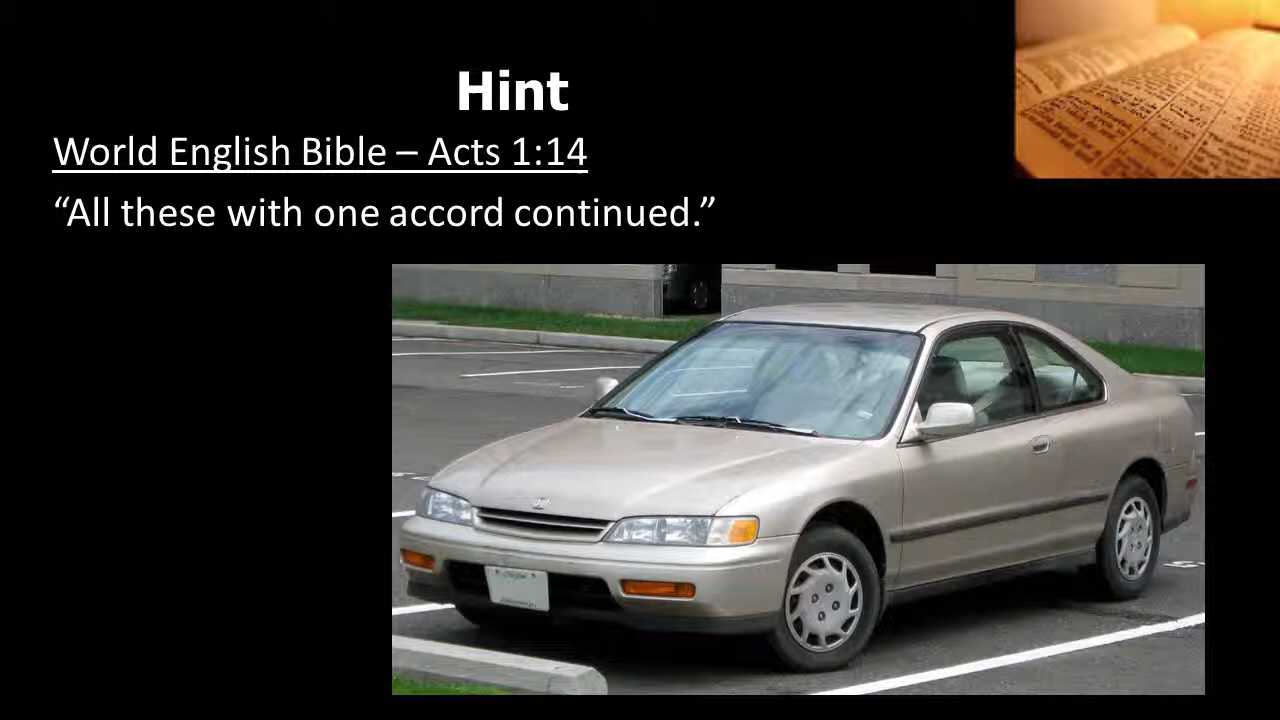 Hint
World English Bible – Acts 1:14
“All these with one accord continued.”